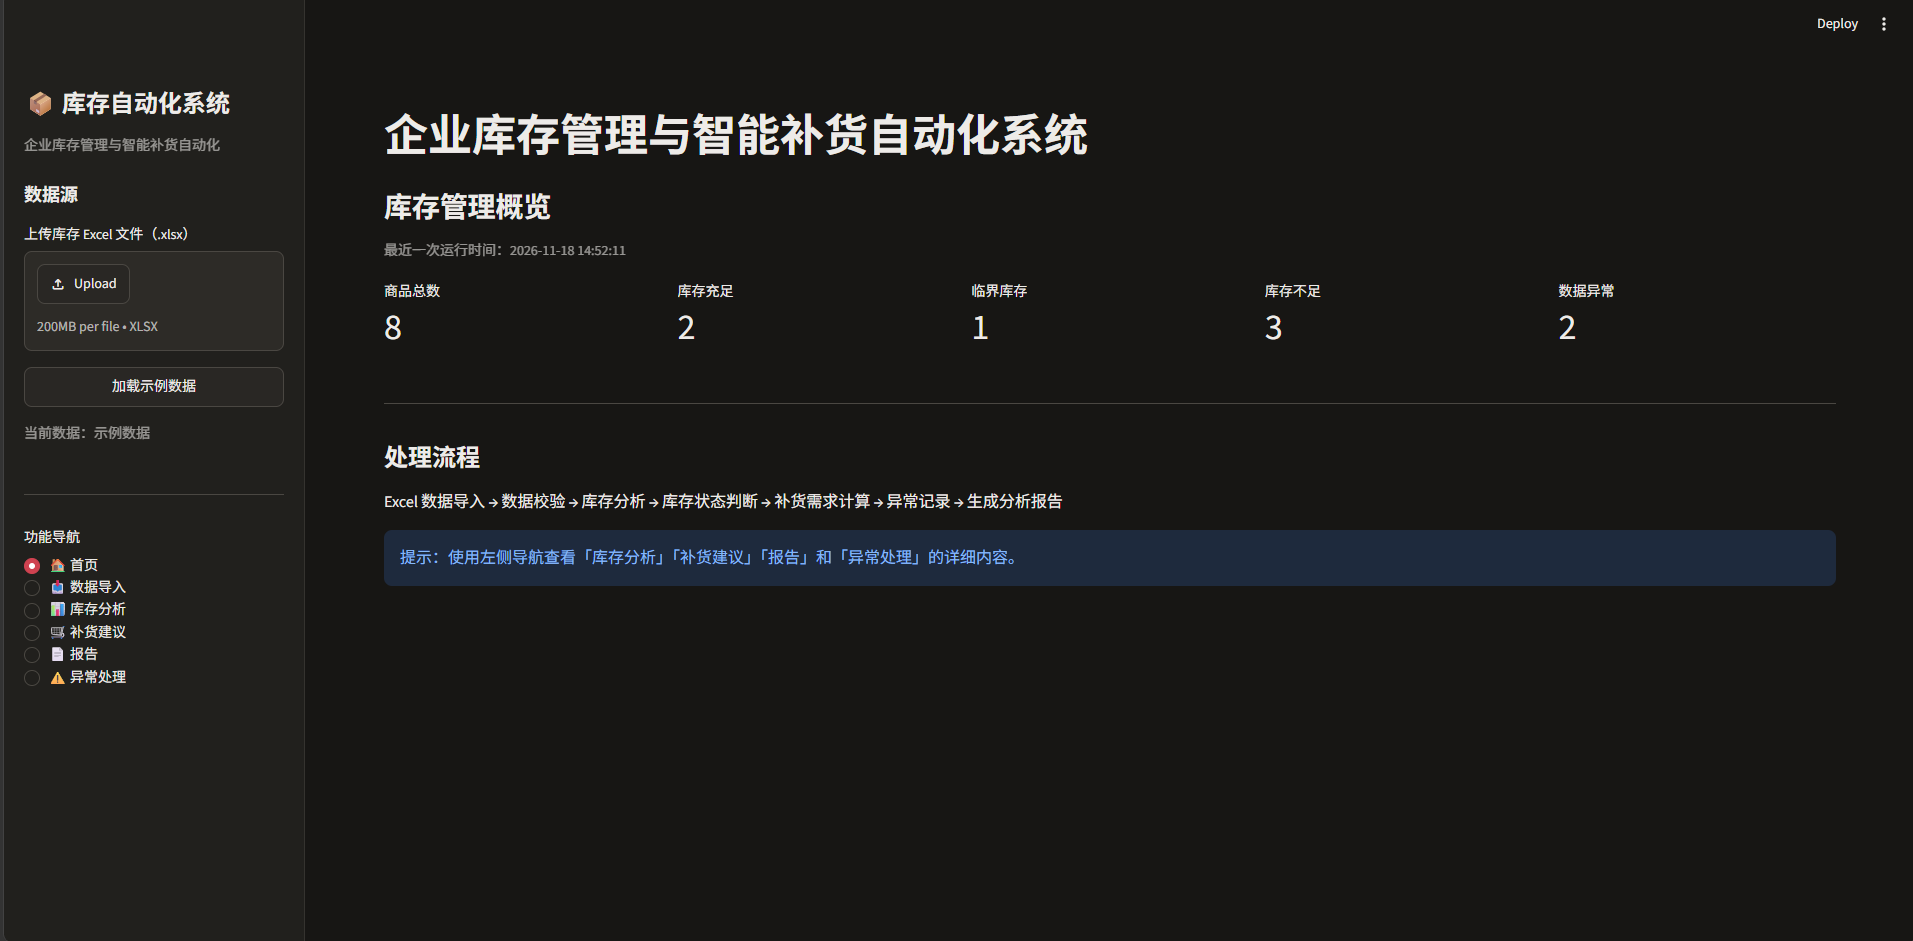 Deploy
📦 库存自动化系统
企业库存管理与智能补货自动化
数据源
上传库存 Excel 文件（.xlsx）
Upload
200MB per file • XLSX
加载示例数据
当前数据：示例数据
功能导航
🏠 首页
📥 数据导入
📊 库存分析
🛒 补货建议
📄 报告
⚠️ 异常处理
企业库存管理与智能补货自动化系统
库存管理概览
最近一次运行时间：2026-11-18 14:52:11
商品总数
8
库存充足
2
临界库存
1
库存不足
3
数据异常
2
处理流程
Excel 数据导入 → 数据校验 → 库存分析 → 库存状态判断 → 补货需求计算 → 异常记录 → 生成分析报告
提示：使用左侧导航查看「库存分析」「补货建议」「报告」和「异常处理」的详细内容。